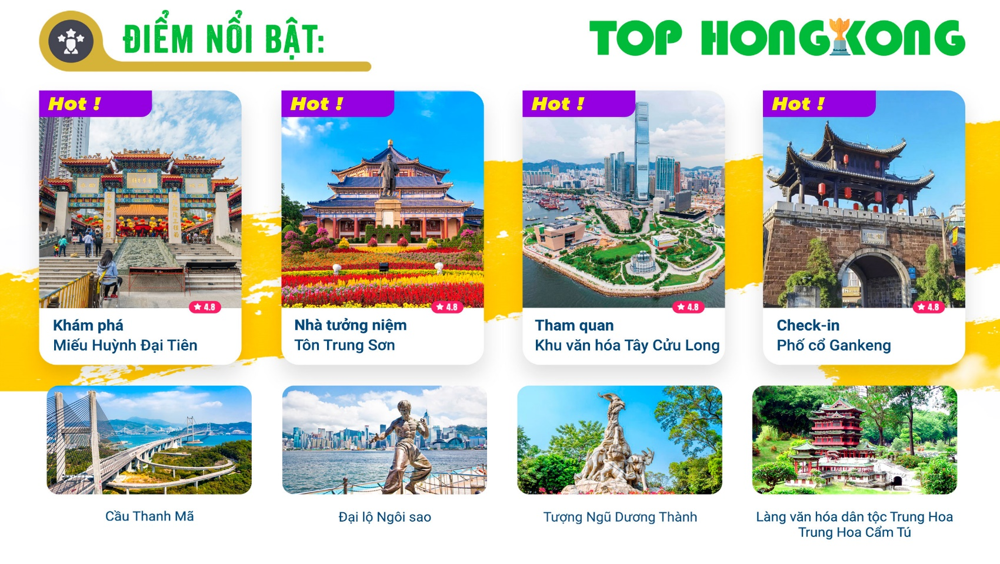 ĐIỂM NỔI BẬT:
TOP HONG KONG
Hot !
Hot !
Hot !
Hot !
4.8
4.8
4.8
4.8
Khám phá
Miếu Huỳnh Đại Tiên
Nhà tưởng niệm
Tôn Trung Sơn
Tham quan
Khu văn hóa Tây Cửu Long
Check-in
Phố cổ Gankeng
Cầu Thanh Mã
Đại lộ Ngôi sao
Tượng Ngũ Dương Thành
Làng văn hóa dân tộc Trung Hoa
Trung Hoa Cẩm Tú